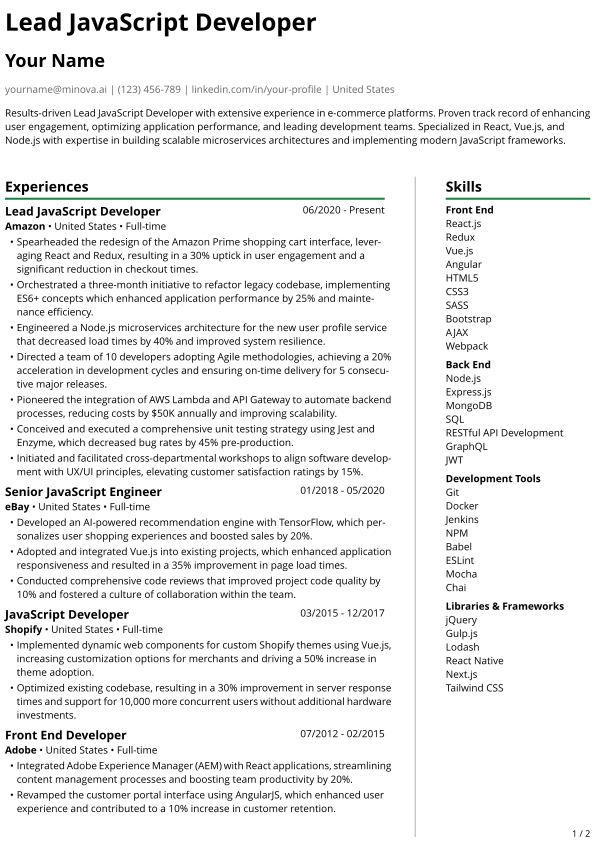 Lead JavaScript Developer
Your Name
yourname@minova.ai | (123) 456-789 | linkedin.com/in/your-profile | United States
Results-driven Lead JavaScript Developer with extensive experience in e-commerce platforms. Proven track record of enhancing
user engagement, optimizing application performance, and leading development teams. Specialized in React, Vue.js, and
Node.js with expertise in building scalable microservices architectures and implementing modern JavaScript frameworks.
Experiences
Lead JavaScript Developer 06/2020 - Present
Amazon • United States • Full-time
• Spearheaded the redesign of the Amazon Prime shopping cart interface, lever-
aging React and Redux, resulting in a 30% uptick in user engagement and a
significant reduction in checkout times.
• Orchestrated a three-month initiative to refactor legacy codebase, implementing
ES6+ concepts which enhanced application performance by 25% and mainte-
nance efficiency.
• Engineered a Node.js microservices architecture for the new user profile service
that decreased load times by 40% and improved system resilience.
• Directed a team of 10 developers adopting Agile methodologies, achieving a 20%
acceleration in development cycles and ensuring on-time delivery for 5 consecu-
tive major releases.
• Pioneered the integration of AWS Lambda and API Gateway to automate backend
processes, reducing costs by $50K annually and improving scalability.
• Conceived and executed a comprehensive unit testing strategy using Jest and
Enzyme, which decreased bug rates by 45% pre-production.
• Initiated and facilitated cross-departmental workshops to align software develop-
ment with UX/UI principles, elevating customer satisfaction ratings by 15%.
Senior JavaScript Engineer 01/2018 - 05/2020
eBay • United States • Full-time
• Developed an AI-powered recommendation engine with TensorFlow, which per-
sonalizes user shopping experiences and boosted sales by 20%.
• Adopted and integrated Vue.js into existing projects, which enhanced application
responsiveness and resulted in a 35% improvement in page load times.
• Conducted comprehensive code reviews that improved project code quality by
10% and fostered a culture of collaboration within the team.
JavaScript Developer 03/2015 - 12/2017
Shopify • United States • Full-time
• Implemented dynamic web components for custom Shopify themes using Vue.js,
increasing customization options for merchants and driving a 50% increase in
theme adoption.
• Optimized existing codebase, resulting in a 30% improvement in server response
times and support for 10,000 more concurrent users without additional hardware
investments.
Front End Developer 07/2012 - 02/2015
Adobe • United States • Full-time
• Integrated Adobe Experience Manager (AEM) with React applications, streamlining
content management processes and boosting team productivity by 20%.
• Revamped the customer portal interface using AngularJS, which enhanced user
experience and contributed to a 10% increase in customer retention.
Skills
Front End
React.js
Redux
Vue.js
Angular
HTML5
CSS3
SASS
Bootstrap
AJAX
Webpack
Back End
Node.js
Express.js
MongoDB
SQL
RESTful API Development
GraphQL
JWT
Development Tools
Git
Docker
Jenkins
NPM
Babel
ESLint
Mocha
Chai
Libraries & Frameworks
jQuery
Gulp.js
Lodash
React Native
Next.js
Tailwind CSS
1 / 2